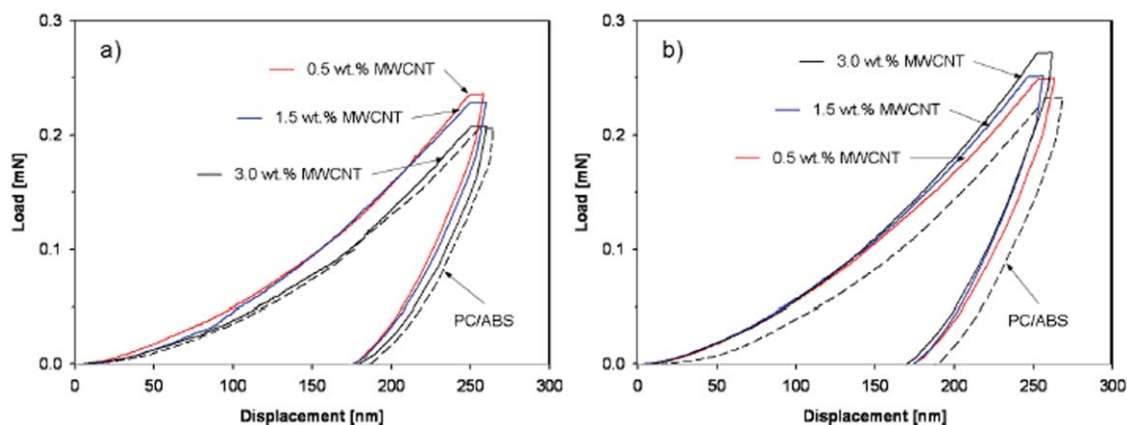 a)
0.5 wt.% MWCNT
1.5 wt.% MWCNT
3.0 wt.% MWCNT
PC/ABS
Load [mN]
0.3
0.2
0.1
0.0
0 50 100 150 200 250 300
Displacement [nm]
b)
3.0 wt.% MWCNT
1.5 wt.% MWCNT
0.5 wt.% MWCNT
PC/ABS
Load [mN]
0.3
0.2
0.1
0.0
0 50 100 150 200 250 300
Displacement [nm]